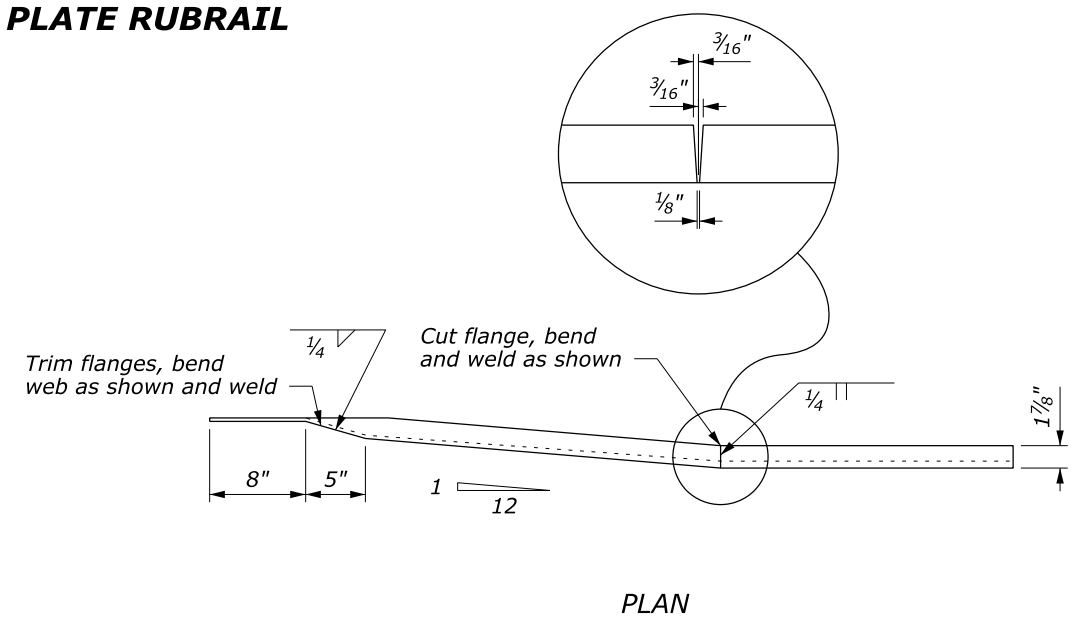 PLATE RUBRAIL
3/16"
3/16"
1/8"
Cut flange, bend
and weld as shown
1/4
Trim flanges, bend
web as shown and weld
1/4
1 7/8"
8"
5"
1
12
PLAN